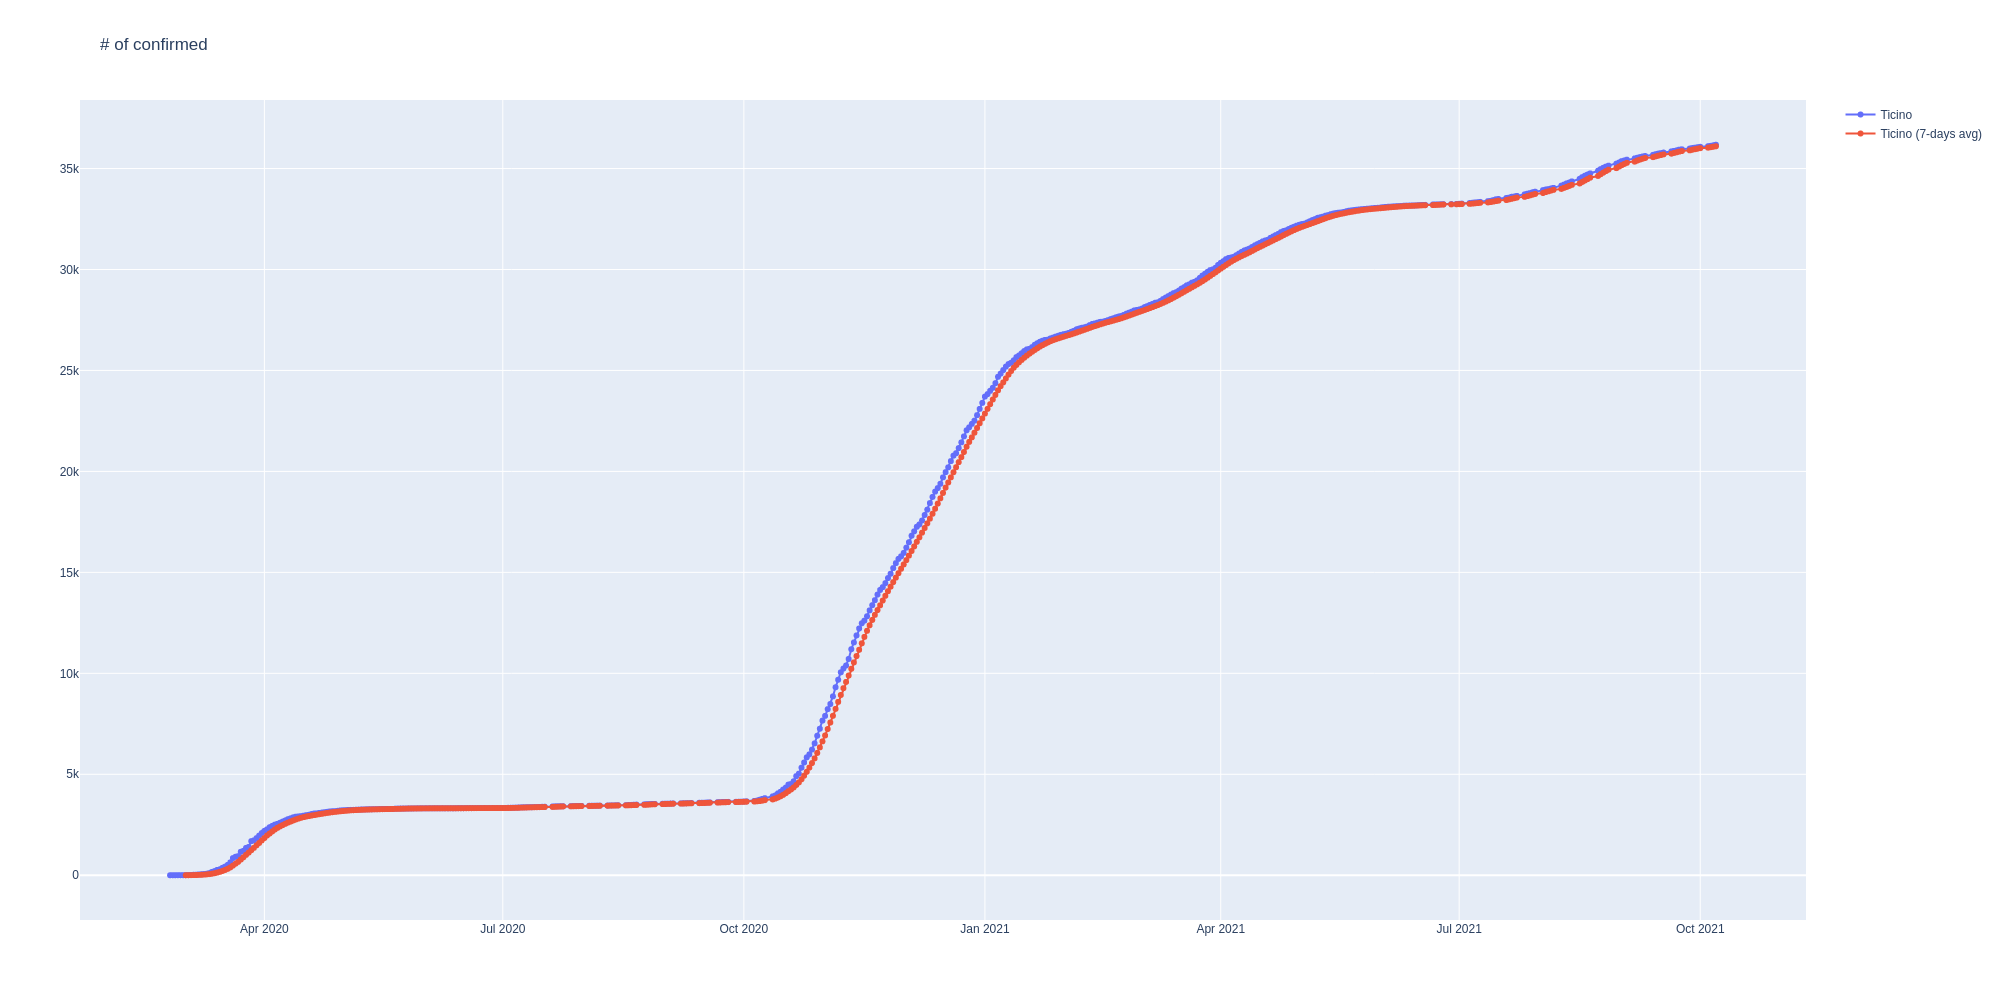 # of confirmed
Ticino
Ticino (7-days avg)
35k
30k
25k
20k
15k
10k
5k
0
Apr 2020
Jul 2020
Oct 2020
Jan 2021
Apr 2021
Jul 2021
Oct 2021